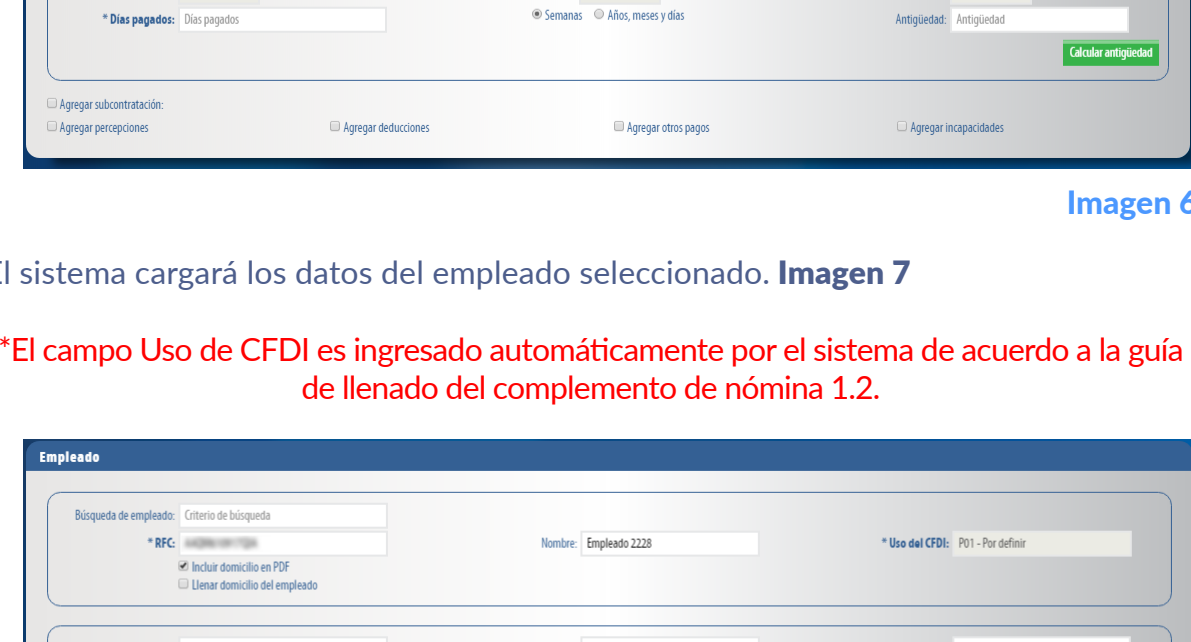 * Días pagados: Días pagados
Semanas Años, meses y días
Antigüedad: Antigüedad
Calcular antigüedad
Agregar subcontratación:
Agregar percepciones Agregar deducciones Agregar otros pagos Agregar incapacidades
Imagen 6
El sistema cargará los datos del empleado seleccionado. Imagen 7
*El campo Uso de CFDI es ingresado automáticamente por el sistema de acuerdo a la guía
de llenado del complemento de nómina 1.2.
Empleado
Búsqueda de empleado: Criterio de búsqueda
* RFC:
Nombre: Empleado 2228
* Uso del CFDI: P01 - Por definir
Incluir domicilio en PDF
Llenar domicilio del empleado